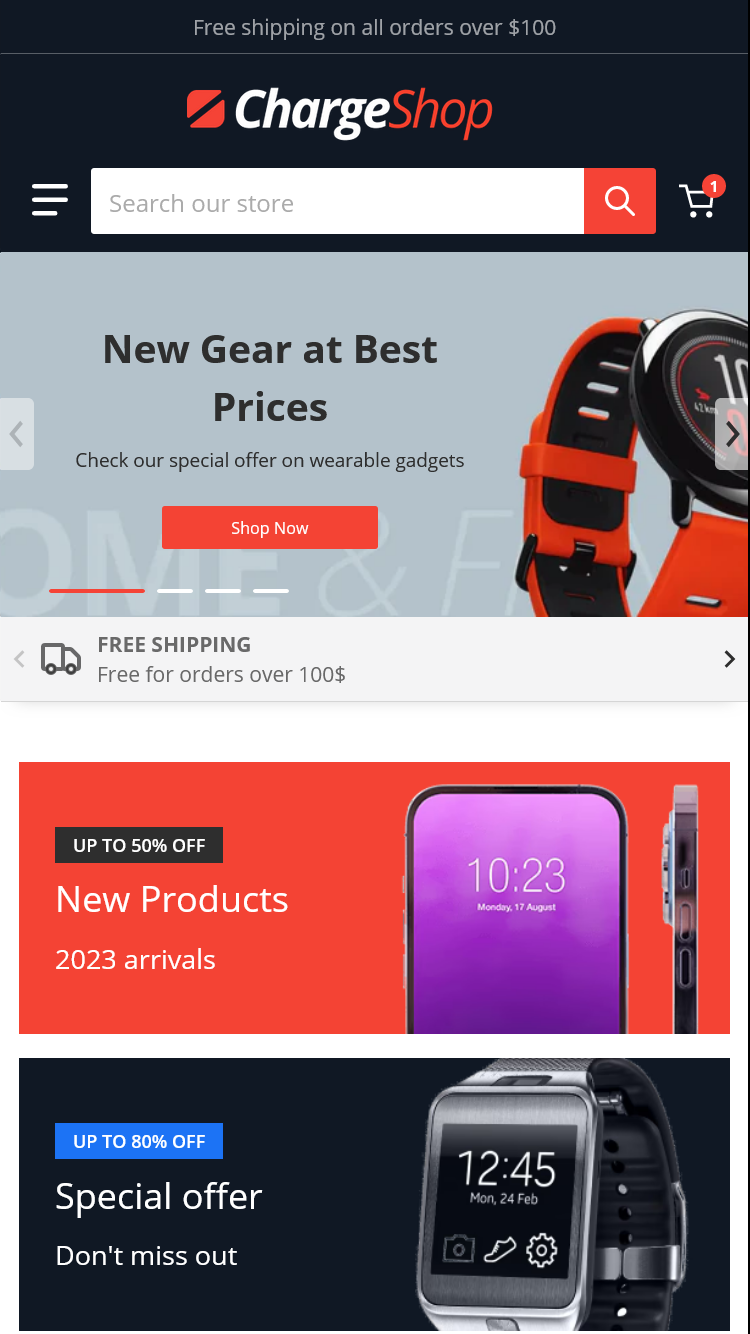 Free shipping on all orders over $100
ChargeShop
Search our store
1
New Gear at Best
Prices
Check our special offer on wearable gadgets
Shop Now
OME & F
42 km
FREE SHIPPING
Free for orders over 100$
UP TO 50% OFF
New Products
2023 arrivals
10:23
Monday, 17 August
UP TO 80% OFF
Special offer
Don't miss out
12:45
Mon, 24 Feb